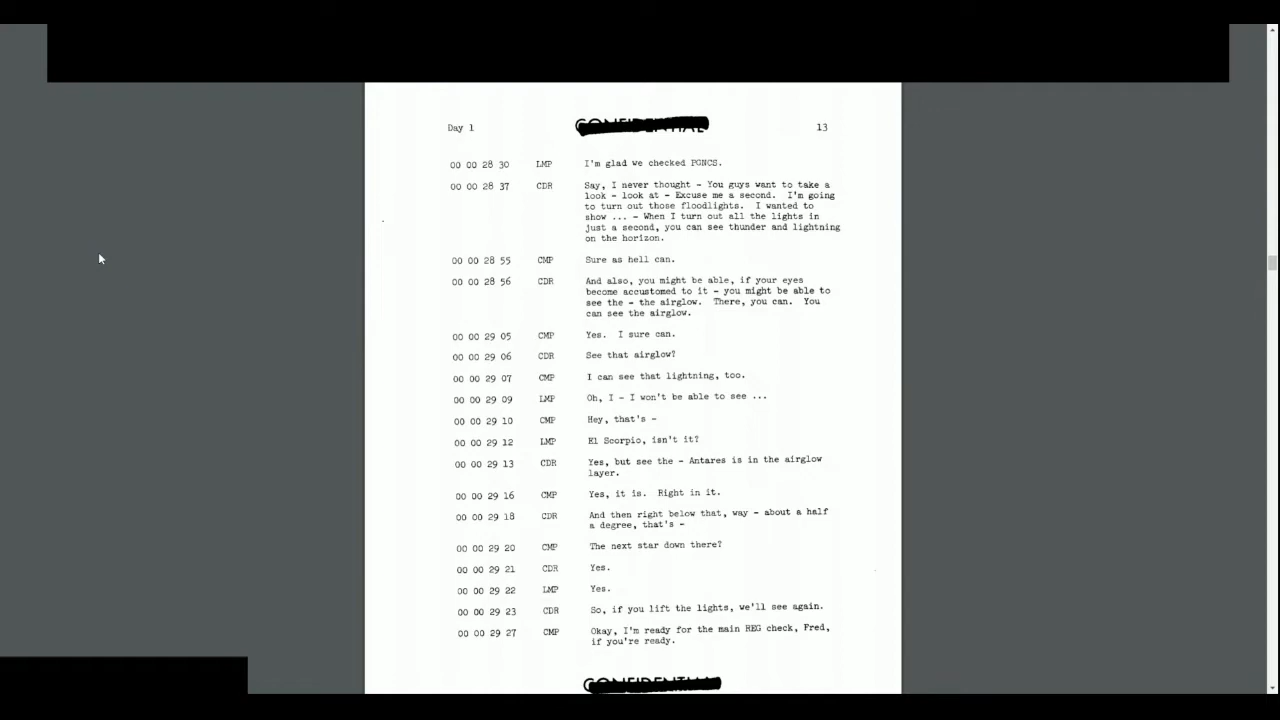 Day 1 CONFIDENTIAL 13
00 00 28 30 LMP I'm glad we checked PGNCS.
00 00 28 37 CDR Say, I never thought - You guys want to take a
look - look at - Excuse me a second. I'm going
to turn out those floodlights. I wanted to
show ... - When I turn out all the lights in
just a second, you can see thunder and lightning
on the horizon.
00 00 28 55 CMP Sure as hell can.
00 00 28 56 CDR And also, you might be able, if your eyes
become accustomed to it - you might be able to
see the - the airglow. There, you can. You
can see the airglow.
00 00 29 05 CMP Yes. I sure can.
00 00 29 06 CDR See that airglow?
00 00 29 07 CMP I can see that lightning, too.
00 00 29 09 LMP Oh, I - I won't be able to see ...
00 00 29 10 CMP Hey, that's -
00 00 29 12 LMP El Scorpio, isn't it?
00 00 29 13 CDR Yes, but see the - Antares is in the airglow
layer.
00 00 29 16 CMP Yes, it is. Right in it.
00 00 29 18 CDR And then right below that, way - about a half
a degree, that's -
00 00 29 20 CMP The next star down there?
00 00 29 21 CDR Yes.
00 00 29 22 LMP Yes.
00 00 29 23 CDR So, if you lift the lights, we'll see again.
00 00 29 27 CMP Okay, I'm ready for the main REG check, Fred,
if you're ready.
CONFIDENTIAL